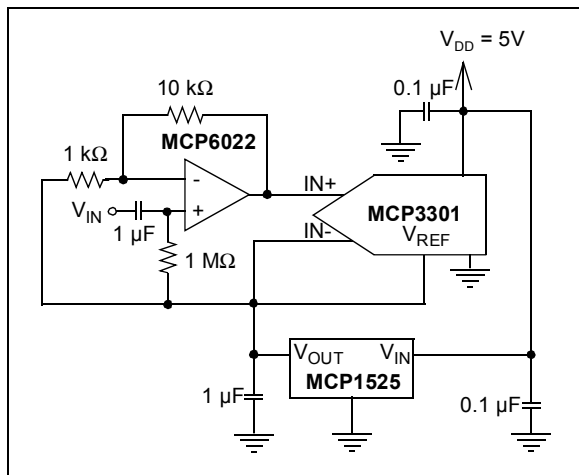 V_DD = 5V
0.1 µF
10 kΩ
MCP6022
1 kΩ
-
+
V_IN
1 µF
1 MΩ
IN+
IN-
MCP3301
V_REF
V_OUT
V_IN
MCP1525
1 µF
0.1 µF